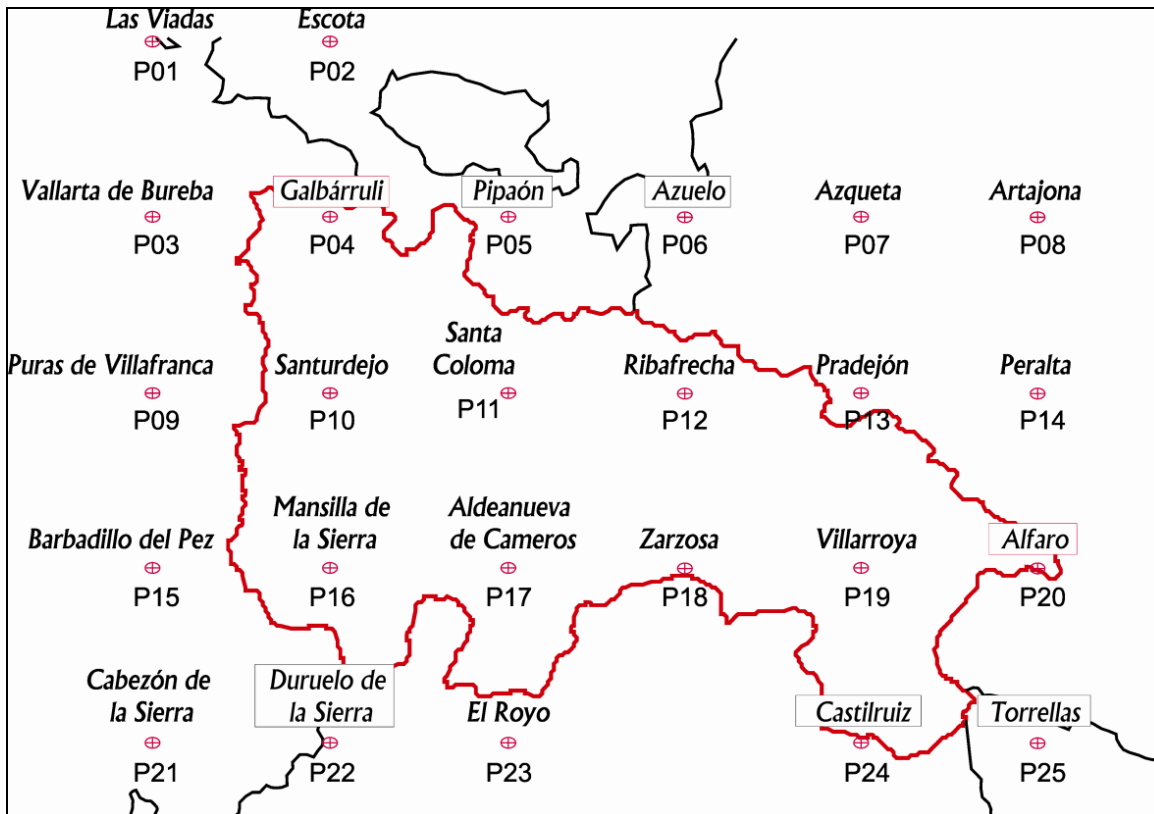 Las Viadas
P01
Escota
P02
Vallarta de Bureba
P03
Galbárruli
P04
Pipaón
P05
Azuelo
P06
Azqueta
P07
Artajona
P08
Puras de Villafranca
P09
Santurdejo
P10
Santa
Coloma
P11
Ribafrecha
P12
Pradejón
P13
Peralta
P14
Barbadillo del Pez
P15
Mansilla de
la Sierra
P16
Aldeanueva
de Cameros
P17
Zarzosa
P18
Villarroya
P19
Alfaro
P20
Cabezón de
la Sierra
P21
Duruelo de
la Sierra
P22
El Royo
P23
Castilruiz
P24
Torrellas
P25